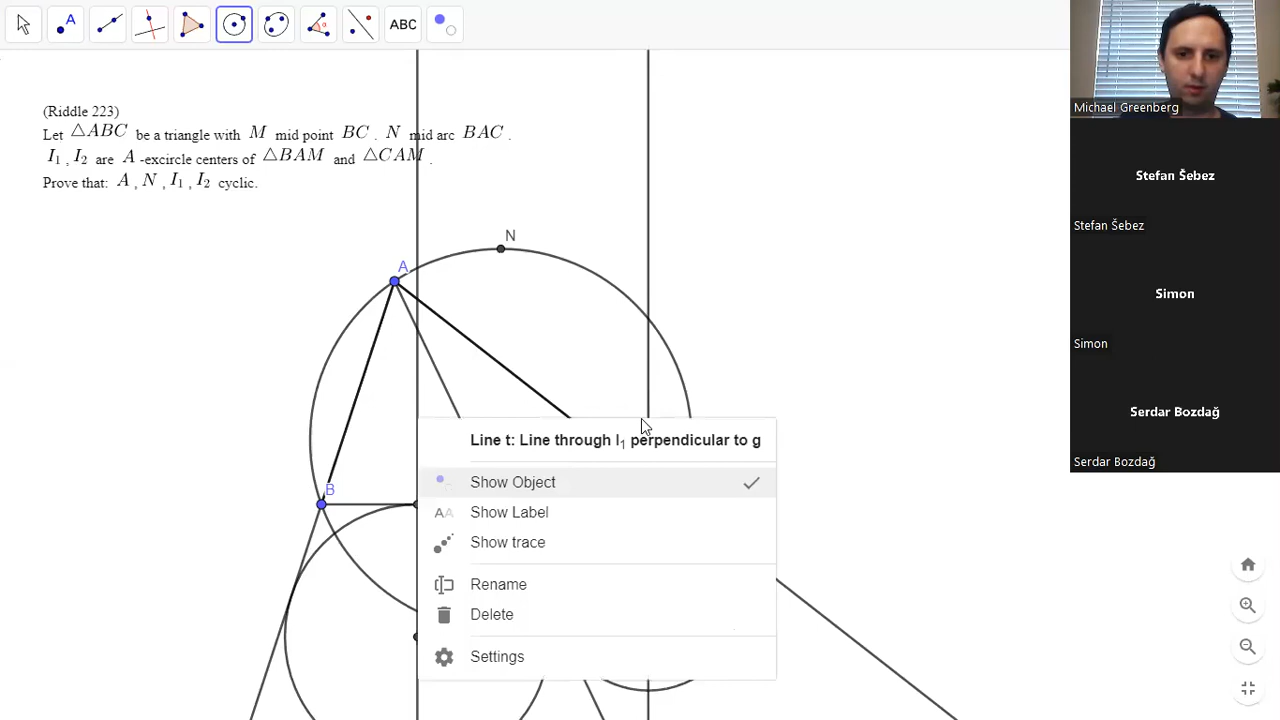 ABC
Michael Greenberg
(Riddle 223)
Let △ABC be a triangle with M mid point BC . N mid arc BAC .
I₁ , I₂ are A -excircle centers of △BAM and △CAM .
Prove that: A , N , I₁ , I₂ cyclic.
Stefan Šebez
Stefan Šebez
N
A
Simon
Simon
Serdar Bozdağ
Serdar Bozdağ
Line t: Line through I₁ perpendicular to g
Show Object
B
AA Show Label
Show trace
Rename
Delete
Settings